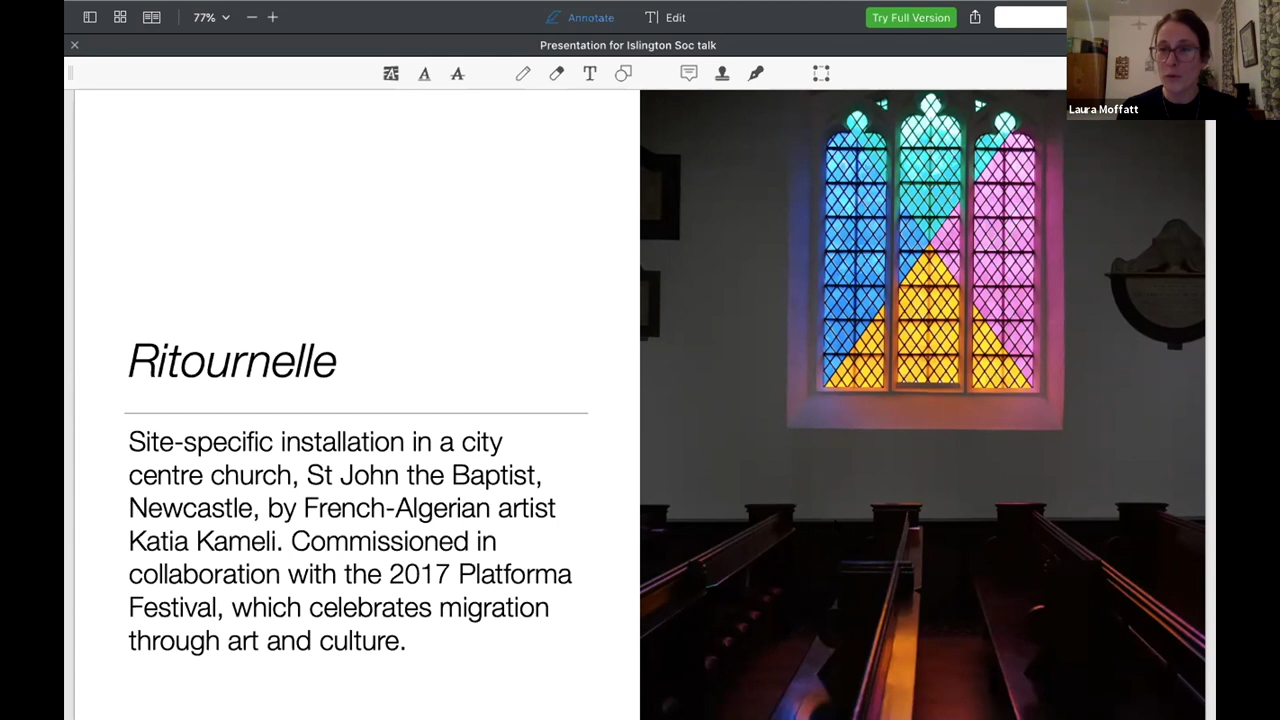 77%
Annotate
Edit
Try Full Version
Presentation for Islington Soc talk
Laura Moffatt
Ritournelle
Site-specific installation in a city
centre church, St John the Baptist,
Newcastle, by French-Algerian artist
Katia Kameli. Commissioned in
collaboration with the 2017 Platforma
Festival, which celebrates migration
through art and culture.